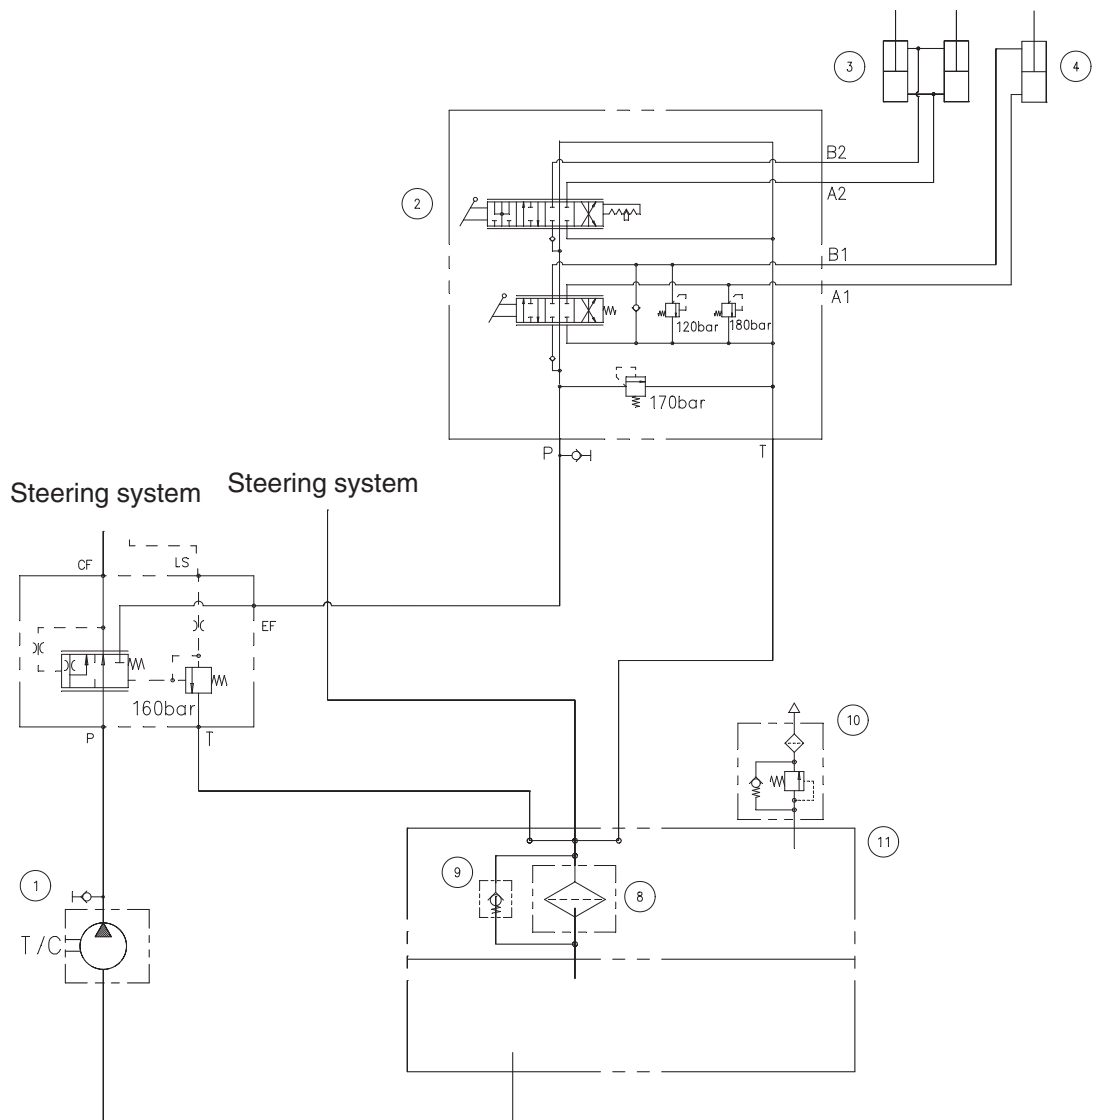 3
4
B2
A2
2
B1
A1
120bar
180bar
170bar
P
T
Steering system
Steering system
CF
LS
EF
160bar
P
T
10
11
9
8
1
T/C